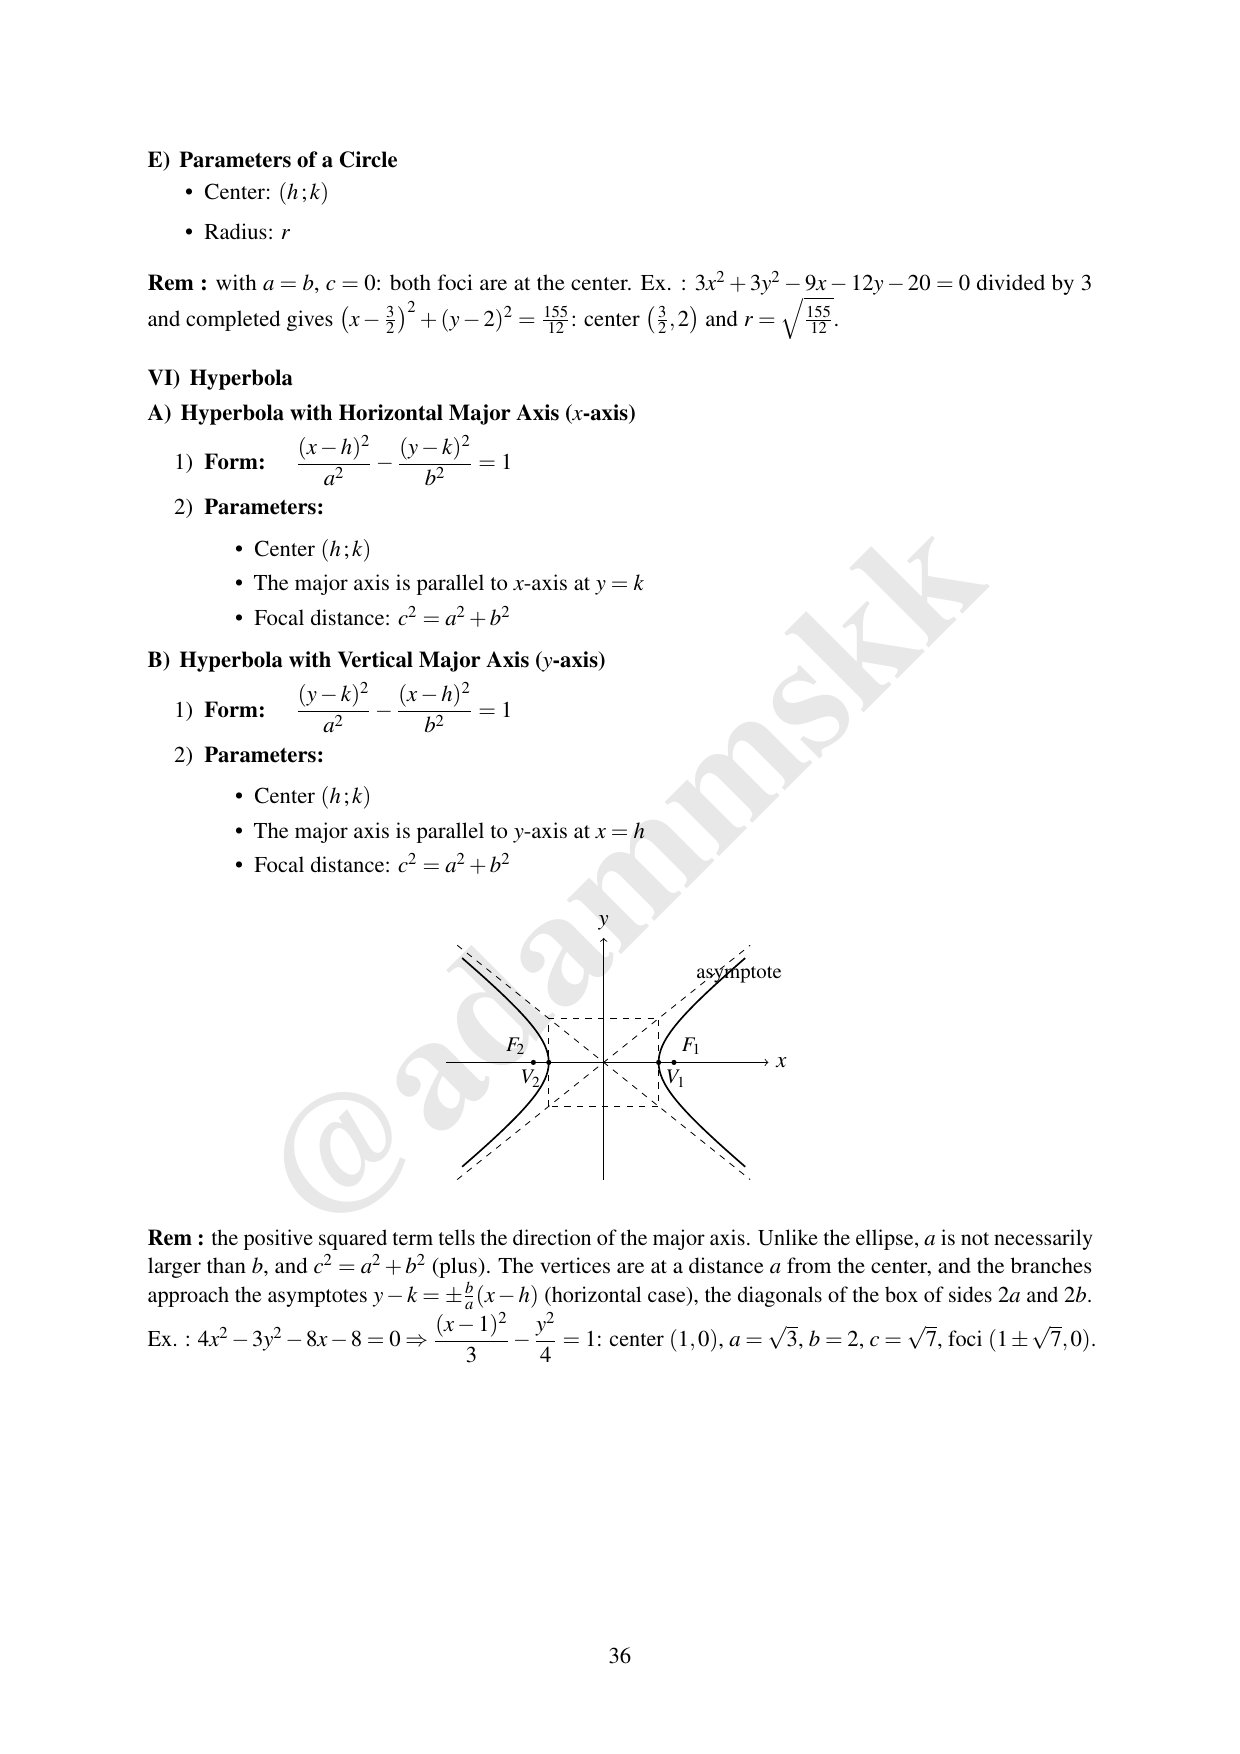 E) Parameters of a Circle
• Center: (h;k)
• Radius: r
Rem : with a = b, c = 0: both foci are at the center. Ex. : 3x² + 3y² − 9x − 12y − 20 = 0 divided by 3
and completed gives (x − 3/2)² + (y − 2)² = 155/12: center (3/2, 2) and r = √(155/12).
VI) Hyperbola
A) Hyperbola with Horizontal Major Axis (x-axis)
1) Form: (x − h)²/a² − (y − k)²/b² = 1
2) Parameters:
• Center (h;k)
• The major axis is parallel to x-axis at y = k
• Focal distance: c² = a² + b²
B) Hyperbola with Vertical Major Axis (y-axis)
1) Form: (y − k)²/a² − (x − h)²/b² = 1
2) Parameters:
• Center (h;k)
• The major axis is parallel to y-axis at x = h
• Focal distance: c² = a² + b²
y
asymptote
F₂ F₁
x
V₂ V₁
Rem : the positive squared term tells the direction of the major axis. Unlike the ellipse, a is not necessarily
larger than b, and c² = a² + b² (plus). The vertices are at a distance a from the center, and the branches
approach the asymptotes y − k = ±b/a(x − h) (horizontal case), the diagonals of the box of sides 2a and 2b.
Ex. : 4x² − 3y² − 8x − 8 = 0 ⇒ (x − 1)²/3 − y²/4 = 1: center (1,0), a = √3, b = 2, c = √7, foci (1 ± √7, 0).
36
@adammskk